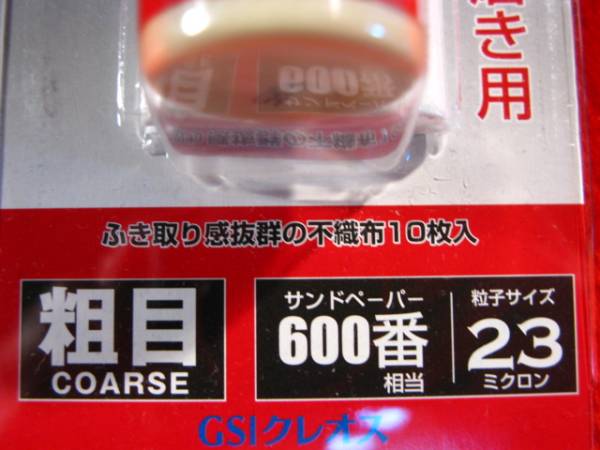 き用
ふき取り感抜群の不織布10枚入
粗目
COARSE
サンドペーパー
600番
相当
粒子サイズ
23
ミクロン
GSIクレオス